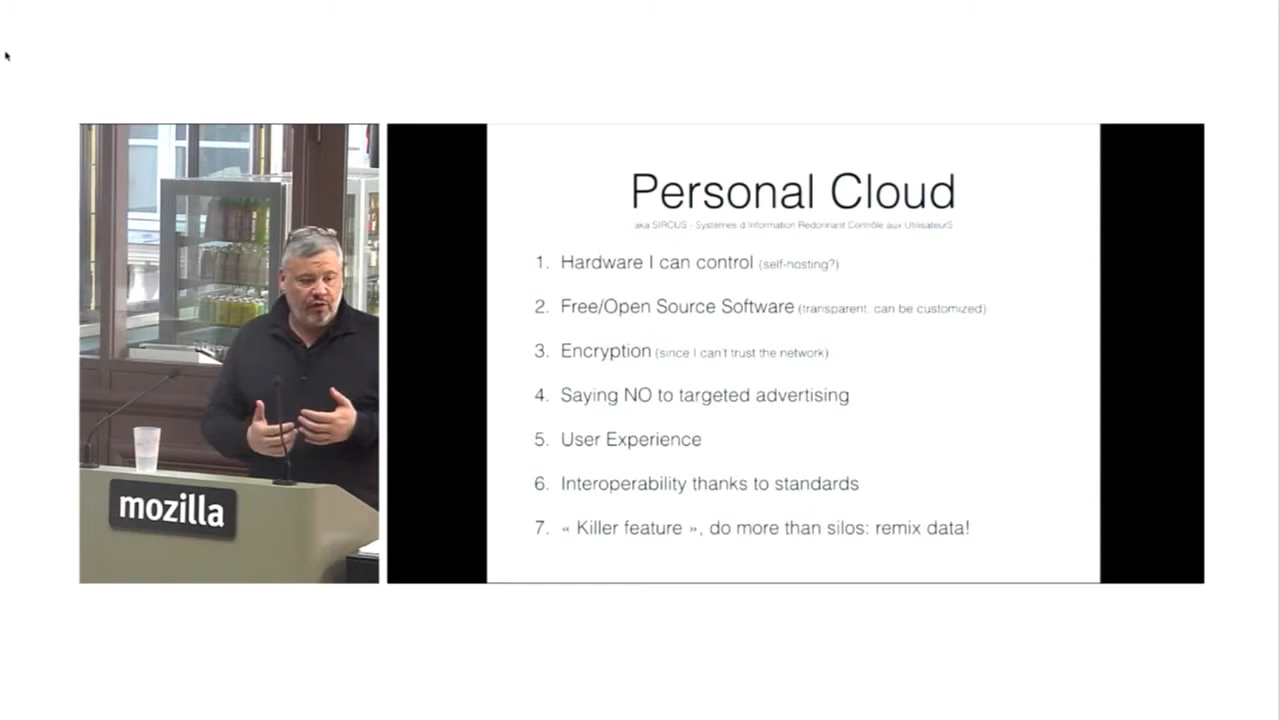 mozilla
Personal Cloud
aka SIRCUS : Systèmes d'Information Redonnant Contrôle aux UtilisateurS
1. Hardware I can control (self-hosting?)
2. Free/Open Source Software (transparent, can be customized)
3. Encryption (since I can't trust the network)
4. Saying NO to targeted advertising
5. User Experience
6. Interoperability thanks to standards
7. « Killer feature », do more than silos: remix data!